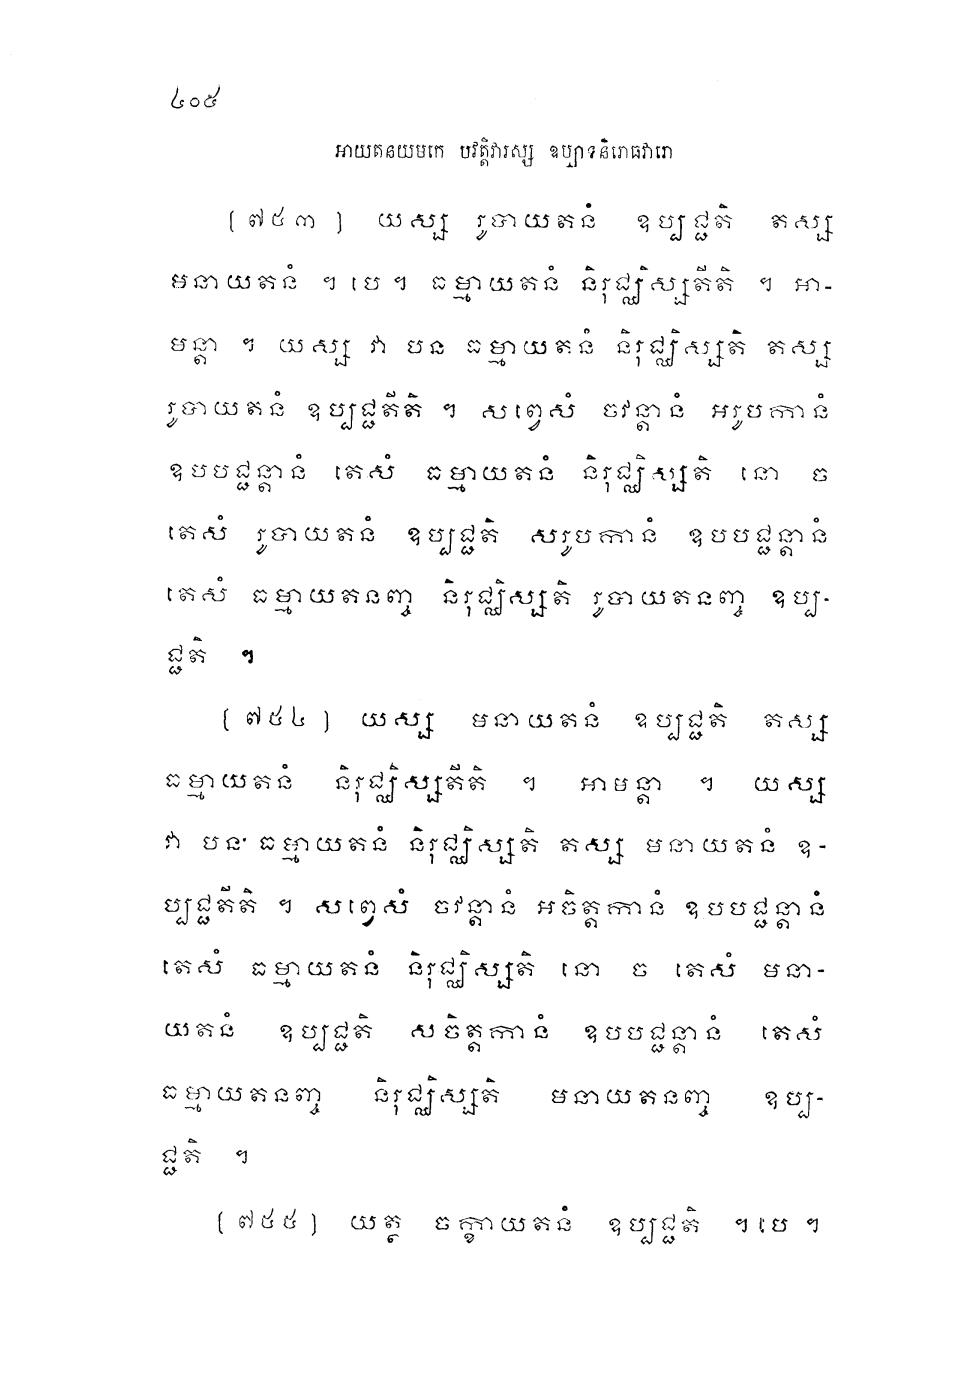 ៤០៥
អាយតនយមកេ បវត្តិវារស្ស ឧប្បាទនិរោធវារោ
[៧៥៣] យស្ស រូបាយតនំ ឧប្បជ្ជតិ តស្ស
មនាយតនំ ។ បេ ។ ធម្មាយតនំ និរុជ្ឈិស្សតីតិ ។ អា-
មន្តា ។ យស្ស វា បន ធម្មាយតនំ និរុជ្ឈិស្សតិ តស្ស
រូបាយតនំ ឧប្បជ្ជតីតិ ។ សព្វេសំ ចវន្តានំ អរូបកានំ
ឧបបជ្ជន្តានំ តេសំ ធម្មាយតនំ និរុជ្ឈិស្សតិ នោ ច
តេសំ រូបាយតនំ ឧប្បជ្ជតិ សរូបកានំ ឧបបជ្ជន្តានំ
តេសំ ធម្មាយតនញ្ច និរុជ្ឈិស្សតិ រូបាយតនញ្ច ឧប្ប-
ជ្ជតិ ។
[៧៥៤] យស្ស មនាយតនំ ឧប្បជ្ជតិ តស្ស
ធម្មាយតនំ និរុជ្ឈិស្សតីតិ ។ អាមន្តា ។ យស្ស
វា បន ធម្មាយតនំ និរុជ្ឈិស្សតិ តស្ស មនាយតនំ ឧ-
ប្បជ្ជតីតិ ។ សព្វេសំ ចវន្តានំ អចិត្តកានំ ឧបបជ្ជន្តានំ
តេសំ ធម្មាយតនំ និរុជ្ឈិស្សតិ នោ ច តេសំ មនា-
យតនំ ឧប្បជ្ជតិ សចិត្តកានំ ឧបបជ្ជន្តានំ តេសំ
ធម្មាយតនញ្ច និរុជ្ឈិស្សតិ មនាយតនញ្ច ឧប្ប-
ជ្ជតិ ។
[៧៥៥] យត្ថ ចក្ខាយតនំ ឧប្បជ្ជតិ ។ បេ ។